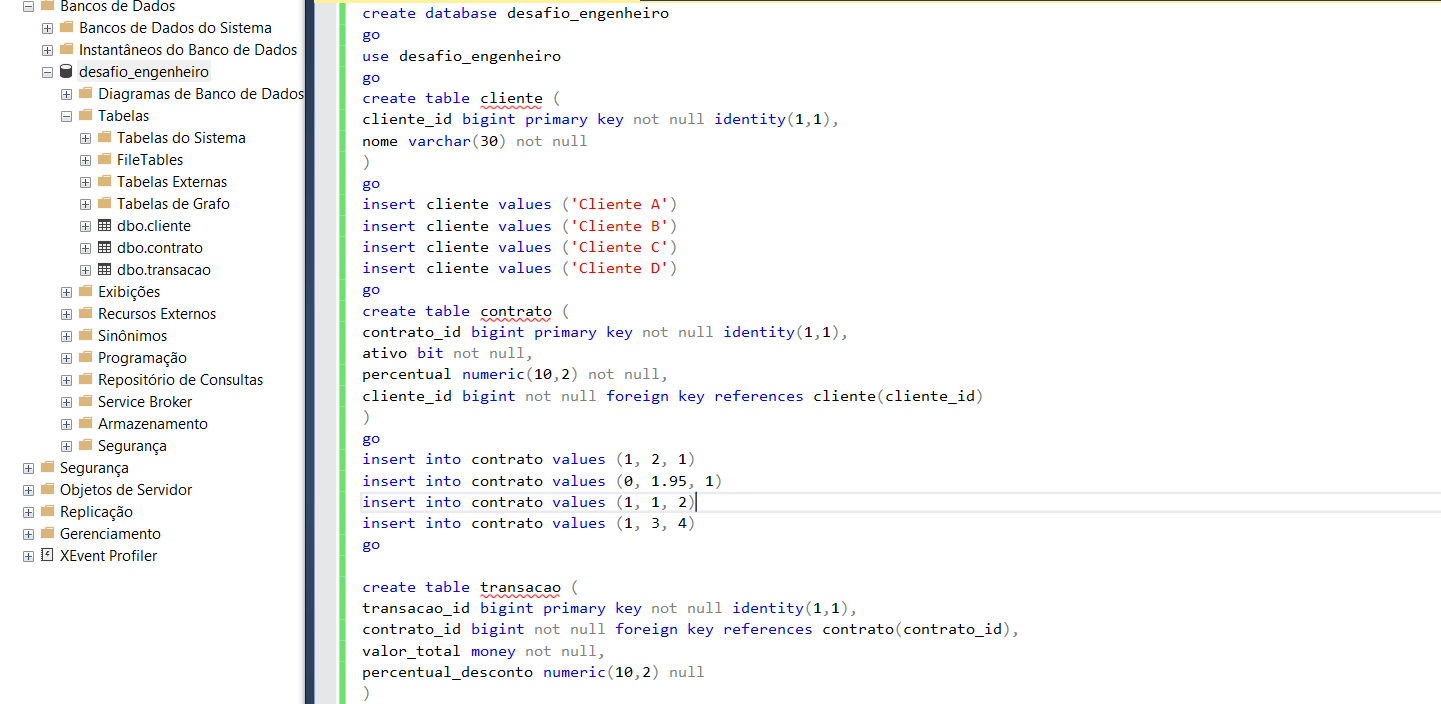 Bancos de Dados
Bancos de Dados do Sistema
Instantâneos do Banco de Dados
desafio_engenheiro
Diagramas de Banco de Dados
Tabelas
Tabelas do Sistema
FileTables
Tabelas Externas
Tabelas de Grafo
dbo.cliente
dbo.contrato
dbo.transacao
Exibições
Recursos Externos
Sinônimos
Programação
Repositório de Consultas
Service Broker
Armazenamento
Segurança
Segurança
Objetos de Servidor
Replicação
Gerenciamento
XEvent Profiler
create database desafio_engenheiro
go
use desafio_engenheiro
go
create table cliente (
cliente_id bigint primary key not null identity(1,1),
nome varchar(30) not null
)
go
insert cliente values ('Cliente A')
insert cliente values ('Cliente B')
insert cliente values ('Cliente C')
insert cliente values ('Cliente D')
go
create table contrato (
contrato_id bigint primary key not null identity(1,1),
ativo bit not null,
percentual numeric(10,2) not null,
cliente_id bigint not null foreign key references cliente(cliente_id)
)
go
insert into contrato values (1, 2, 1)
insert into contrato values (0, 1.95, 1)
insert into contrato values (1, 1, 2)
insert into contrato values (1, 3, 4)
go
create table transacao (
transacao_id bigint primary key not null identity(1,1),
contrato_id bigint not null foreign key references contrato(contrato_id),
valor_total money not null,
percentual_desconto numeric(10,2) null
)